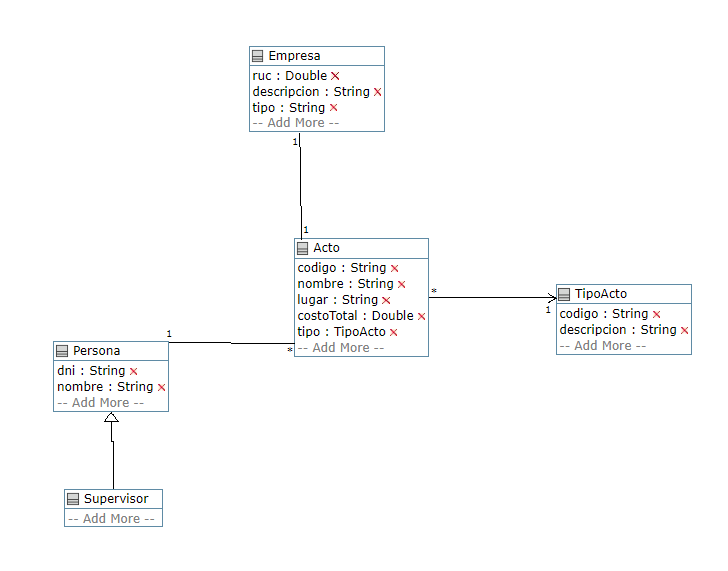 Empresa
ruc : Double
descripcion : String
tipo : String
-- Add More --
1
1
Acto
codigo : String
nombre : String
lugar : String
costoTotal : Double
tipo : TipoActo
-- Add More --
*
1
TipoActo
codigo : String
descripcion : String
-- Add More --
1
*
Persona
dni : String
nombre : String
-- Add More --
Supervisor
-- Add More --